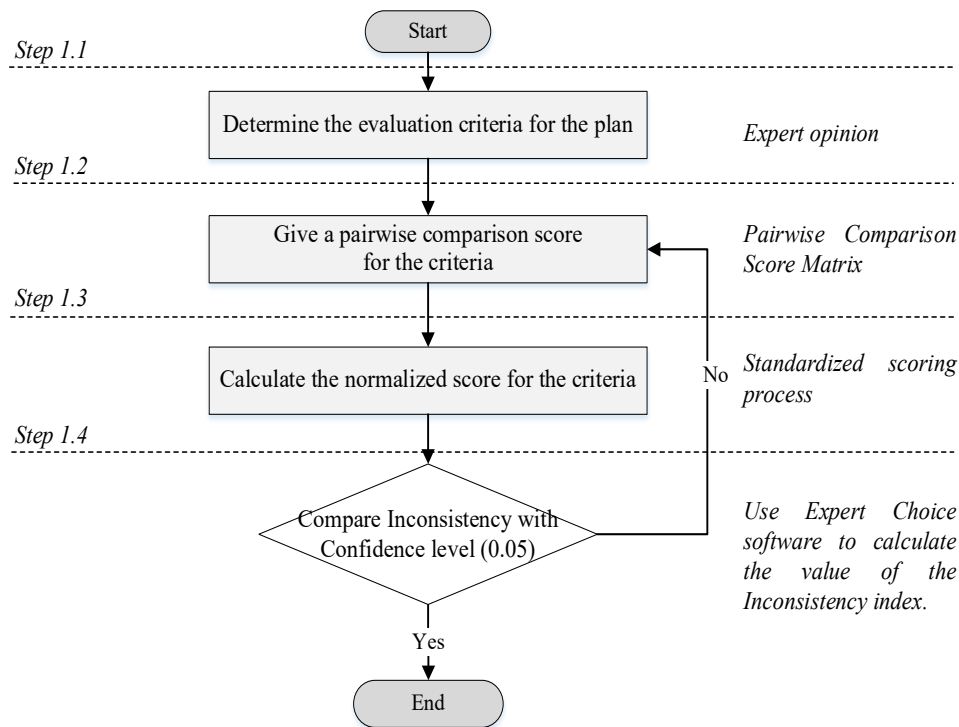 Start
Step 1.1
Determine the evaluation criteria for the plan
Expert opinion
Step 1.2
Give a pairwise comparison score
for the criteria
Pairwise Comparison
Score Matrix
Step 1.3
Calculate the normalized score for the criteria
No
Standardized scoring
process
Step 1.4
Compare Inconsistency with
Confidence level (0.05)
Use Expert Choice
software to calculate
the value of the
Inconsistency index.
Yes
End